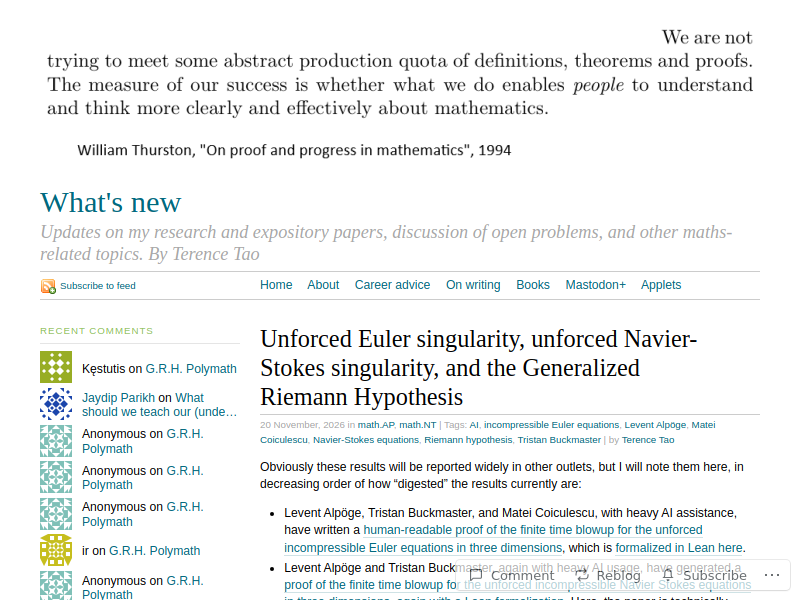 We are not
trying to meet some abstract production quota of definitions, theorems and proofs.
The measure of our success is whether what we do enables people to understand
and think more clearly and effectively about mathematics.
William Thurston, "On proof and progress in mathematics", 1994
What's new
Updates on my research and expository papers, discussion of open problems, and other maths-
related topics. By Terence Tao
Subscribe to feed
Home About Career advice On writing Books Mastodon+ Applets
RECENT COMMENTS
Kęstutis on G.R.H. Polymath
Jaydip Parikh on What
should we teach our (unde…
Anonymous on G.R.H.
Polymath
Anonymous on G.R.H.
Polymath
Anonymous on G.R.H.
Polymath
ir on G.R.H. Polymath
Anonymous on G.R.H.
Polymath
Unforced Euler singularity, unforced Navier-
Stokes singularity, and the Generalized
Riemann Hypothesis
20 November, 2026 in math.AP, math.NT | Tags: AI, incompressible Euler equations, Levent Alpöge, Matei
Coiculescu, Navier-Stokes equations, Riemann hypothesis, Tristan Buckmaster | by Terence Tao
Obviously these results will be reported widely in other outlets, but I will note them here, in
decreasing order of how “digested” the results currently are:
Levent Alpöge, Tristan Buckmaster, and Matei Coiculescu, with heavy AI assistance,
have written a human-readable proof of the finite time blowup for the unforced
incompressible Euler equations in three dimensions, which is formalized in Lean here.
Levent Alpöge and Tristan Buckmaster, again with heavy AI usage, have generated a
proof of the finite time blowup for the unforced incompressible Navier Stokes equations
Comment Reblog Subscribe ···